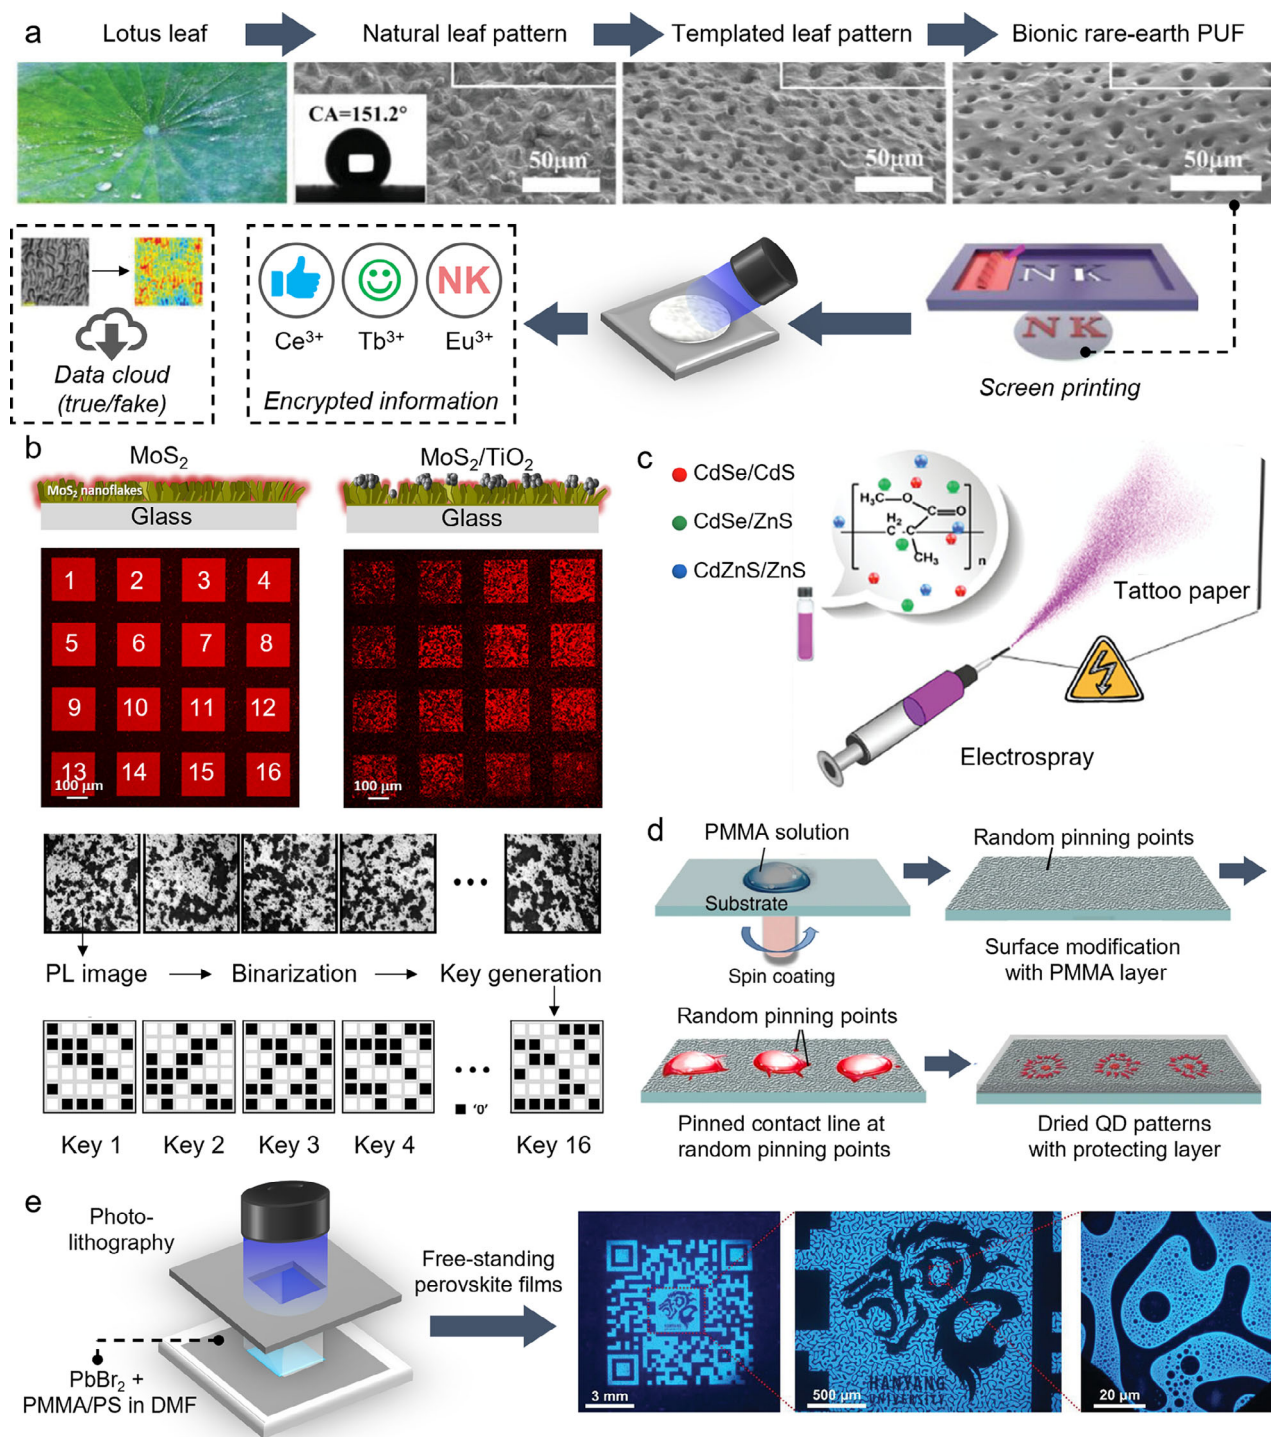 a
Lotus leaf
Natural leaf pattern
Templated leaf pattern
Bionic rare-earth PUF
CA=151.2°
50μm
50μm
50μm
Data cloud
(true/fake)
NK
Ce³⁺
Tb³⁺
Eu³⁺
Encrypted information
NK
NK
Screen printing
b
MoS₂
MoS₂/TiO₂
MoS₂ nanoflakes
Glass
Glass
1 2 3 4
5 6 7 8
9 10 11 12
13 14 15 16
100 μm
100 μm
PL image
Binarization
Key generation
'0'
Key 1
Key 2
Key 3
Key 4
Key 16
c
CdSe/CdS
CdSe/ZnS
CdZnS/ZnS
H₃C
O
O
H₂
C
C
CH₃
n
Tattoo paper
Electrospray
d
PMMA solution
Substrate
Spin coating
Random pinning points
Surface modification
with PMMA layer
Random pinning points
Pinned contact line at
random pinning points
Dried QD patterns
with protecting layer
e
Photo-
lithography
PbBr₂ +
PMMA/PS in DMF
Free-standing
perovskite films
3 mm
HANYANG
UNIVERSITY
500 μm
20 μm